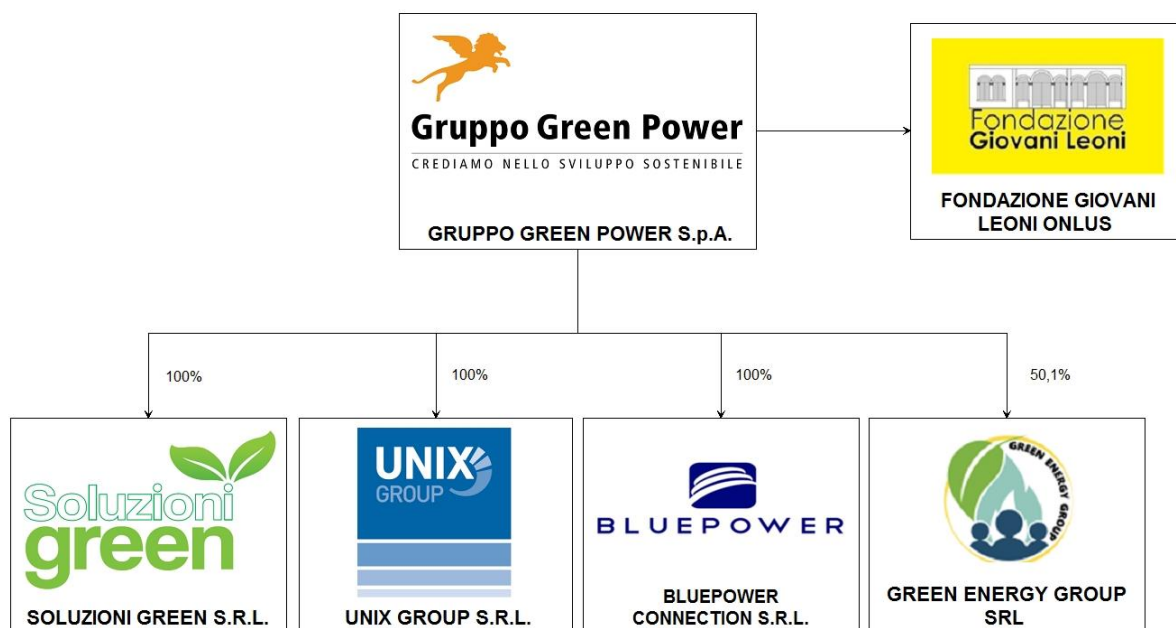 Gruppo Green Power
CREDIAMO NELLO SVILUPPO SOSTENIBILE
GRUPPO GREEN POWER S.p.A.
Fondazione
Giovani Leoni
FONDAZIONE GIOVANI
LEONI ONLUS
100%
100%
100%
50,1%
Soluzioni
green
SOLUZIONI GREEN S.R.L.
UNIX
GROUP
UNIX GROUP S.R.L.
BLUEPOWER
BLUEPOWER
CONNECTION S.R.L.
GREEN ENERGY GROUP
GREEN ENERGY GROUP
SRL